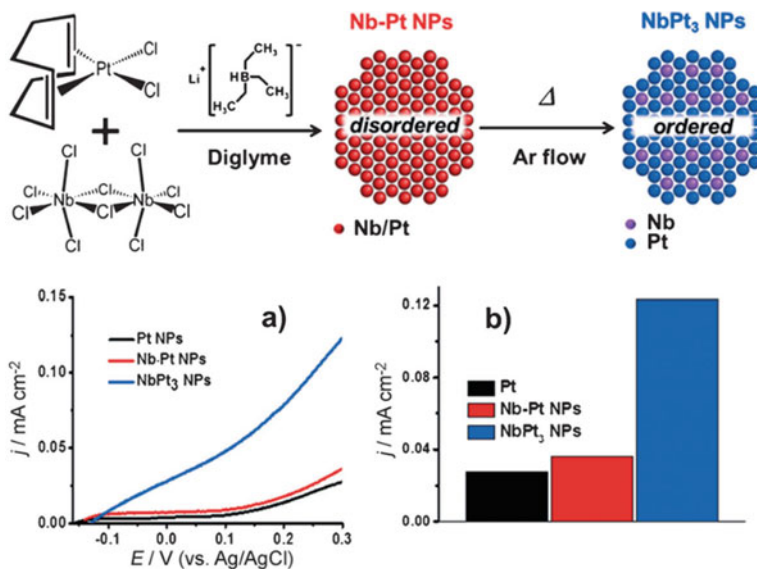 Nb-Pt NPs
NbPt₃ NPs
Pt
Cl
Cl
Li⁺
HB
CH₃
CH₃
H₃C
−
+
Diglyme
disordered
Δ
Ar flow
ordered
Cl
Cl
Cl
Cl
Cl
Cl
Cl
Cl
Cl
Cl
Nb
Nb
Nb/Pt
Nb
Pt
a)
j / mA cm⁻²
0.15
0.10
0.05
0.00
Pt NPs
Nb-Pt NPs
NbPt₃ NPs
-0.1 0.0 0.1 0.2 0.3
E / V (vs. Ag/AgCl)
b)
j / mA cm⁻²
0.12
0.08
0.04
0.00
Pt
Nb-Pt NPs
NbPt₃ NPs